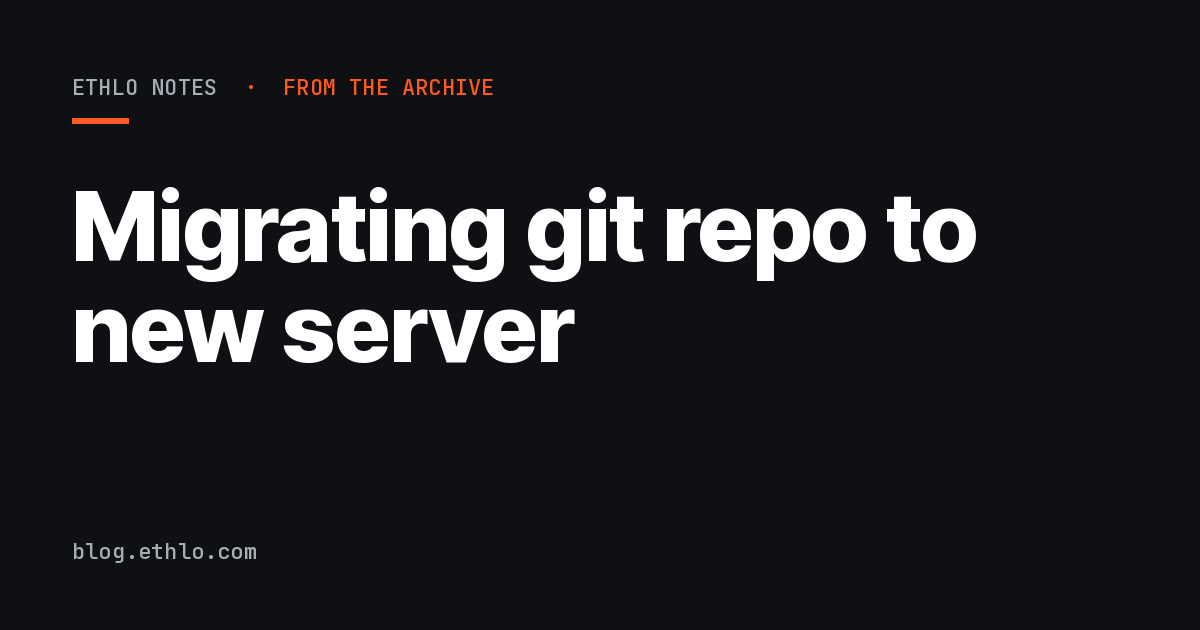 ETHLO NOTES · FROM THE ARCHIVE
Migrating git repo to
new server
blog.ethlo.com